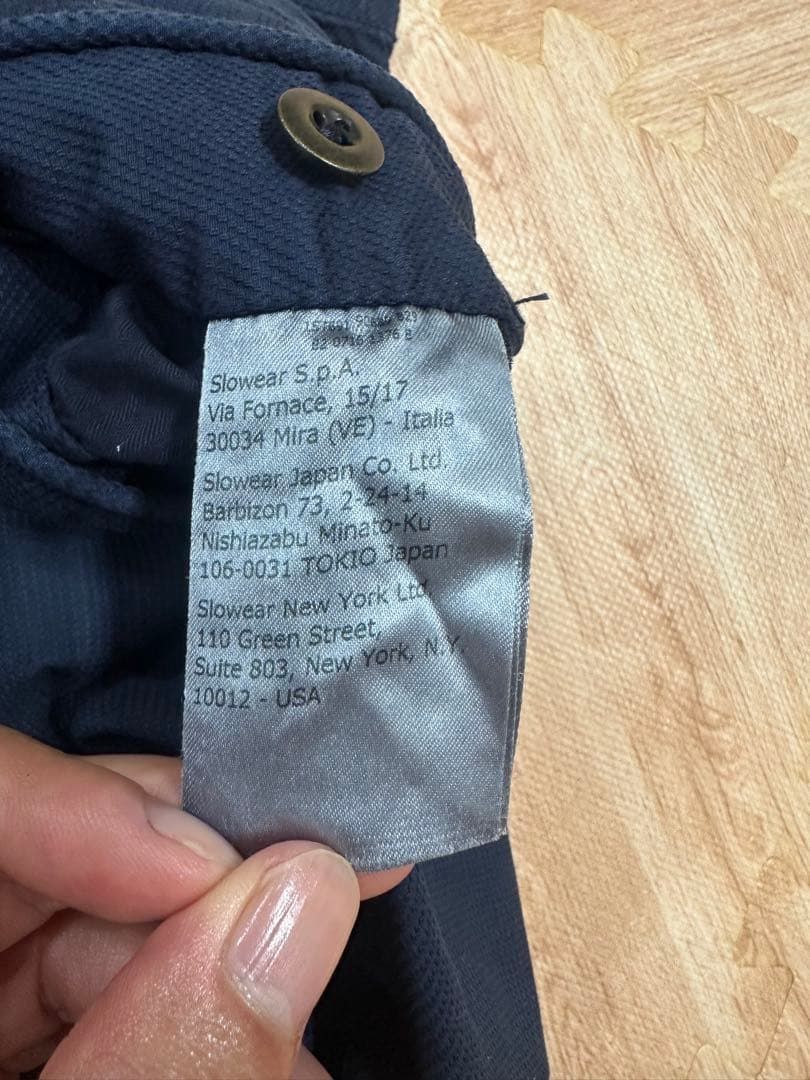 Slowear S.p.A.
Via Fornace, 15/17
30034 Mira (VE) - Italia
Slowear Japan Co. Ltd.
Barbizon 73, 2-24-14
Nishiazabu Minato-Ku
106-0031 TOKIO Japan
Slowear New York Ltd.
110 Green Street,
Suite 803, New York, N.Y.
10012 - USA